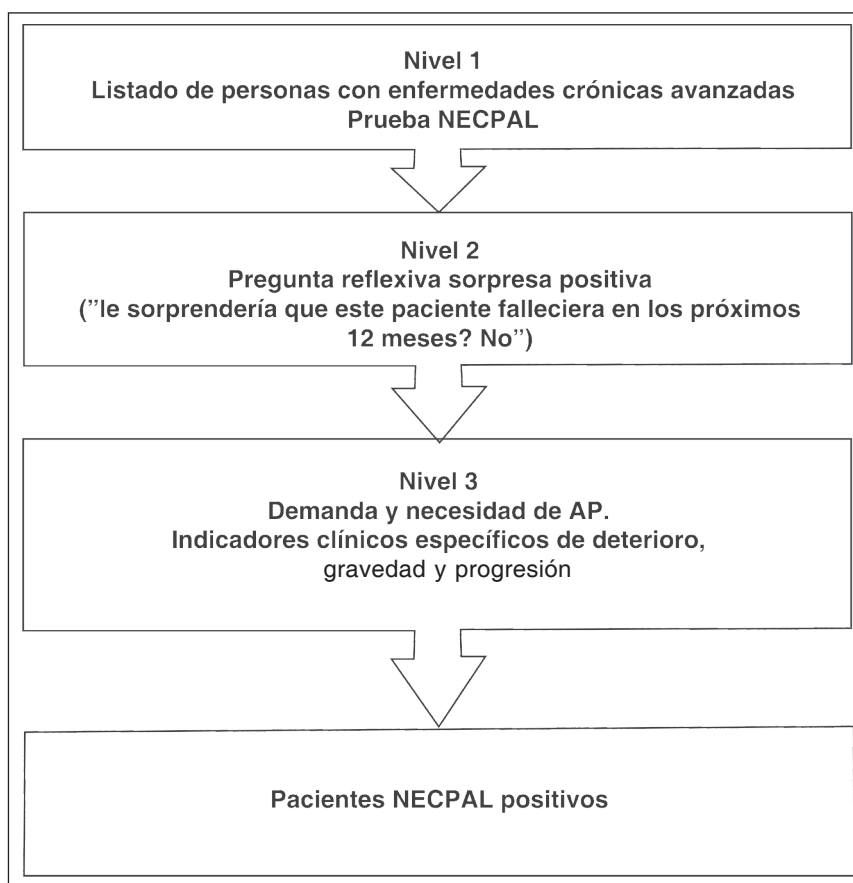 Nivel 1
Listado de personas con enfermedades crónicas avanzadas
Prueba NECPAL
Nivel 2
Pregunta reflexiva sorpresa positiva
(”le sorprendería que este paciente falleciera en los próximos
12 meses? No”)
Nivel 3
Demanda y necesidad de AP.
Indicadores clínicos específicos de deterioro,
gravedad y progresión
Pacientes NECPAL positivos